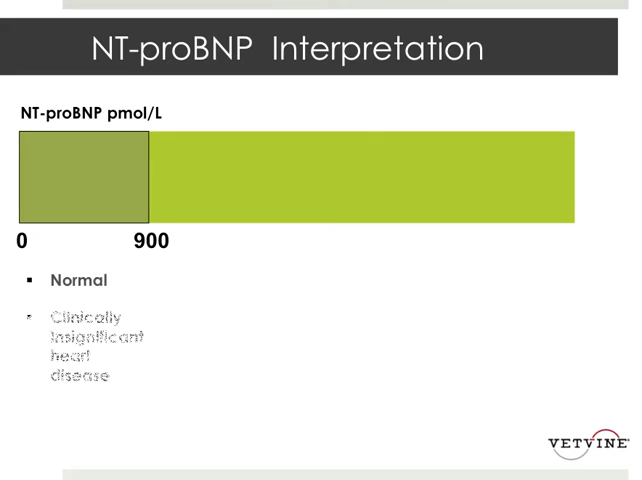 NT-proBNP Interpretation
NT-proBNP pmol/L
0 900
▪ Normal
▪ Clinically
Insignificant
heart
disease
VETVINE